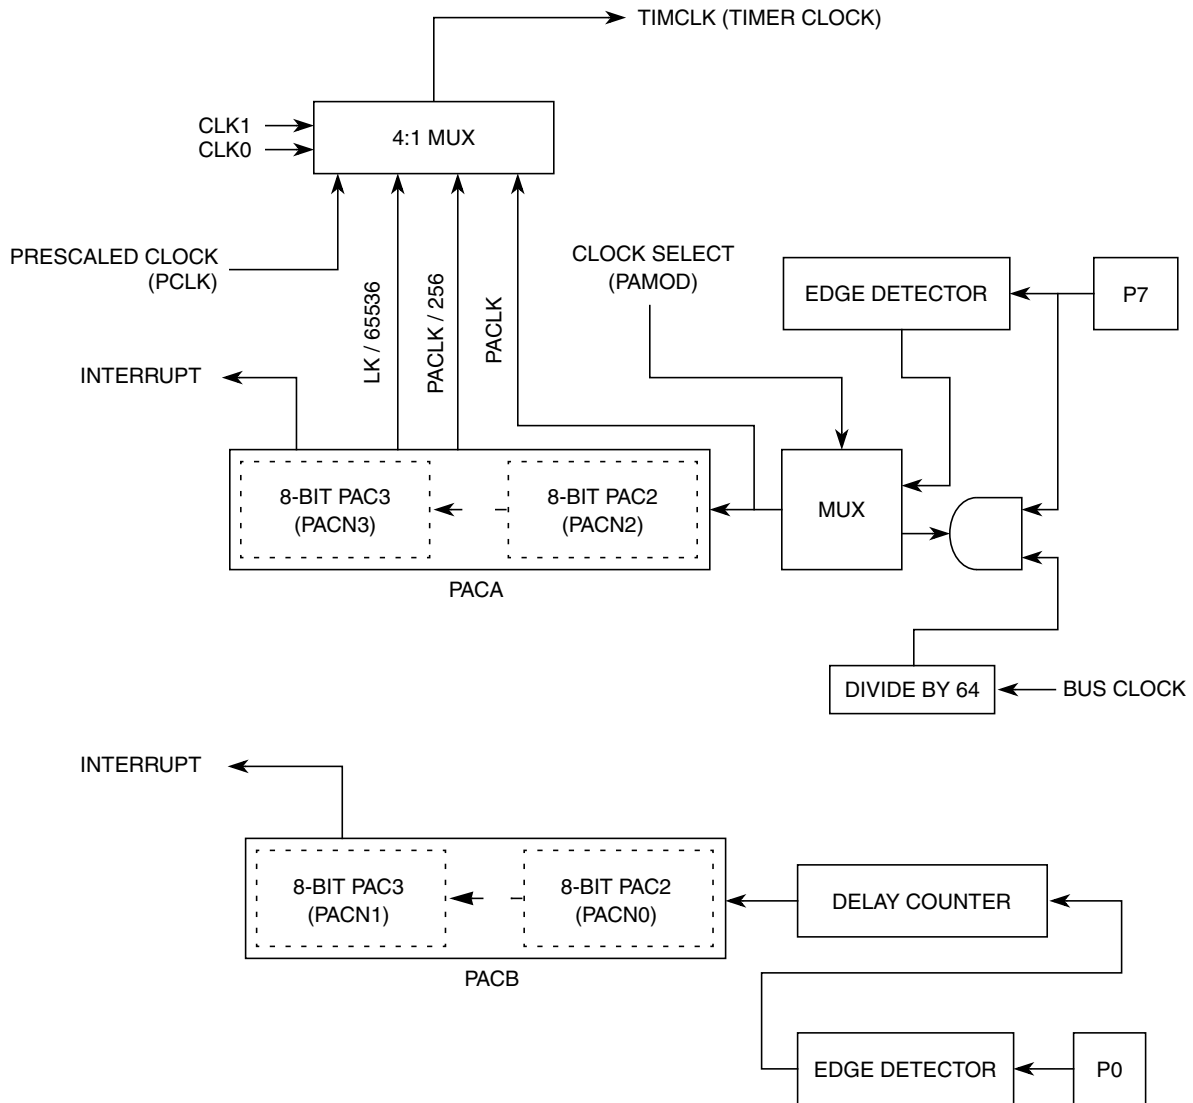 TIMCLK (TIMER CLOCK)
CLK1
CLK0
4:1 MUX
PRESCALED CLOCK
(PCLK)
LK / 65536
PACLK / 256
PACLK
CLOCK SELECT
(PAMOD)
EDGE DETECTOR
P7
INTERRUPT
8-BIT PAC3
(PACN3)
8-BIT PAC2
(PACN2)
MUX
PACA
DIVIDE BY 64
BUS CLOCK
INTERRUPT
8-BIT PAC3
(PACN1)
8-BIT PAC2
(PACN0)
DELAY COUNTER
PACB
EDGE DETECTOR
P0